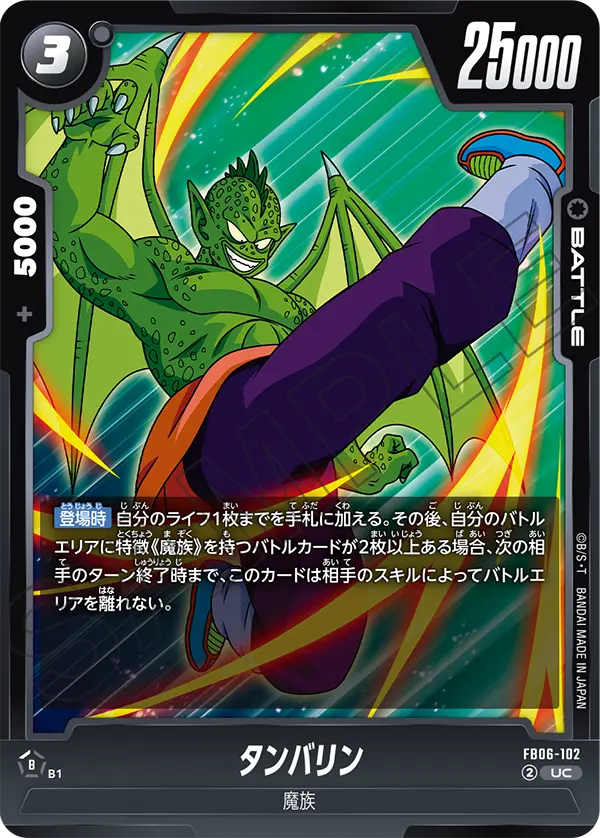 3
25000
+ 5000
BATTLE
登場時 自分のライフ1枚までを手札に加える。その後、自分のバトル
エリアに特徴《魔族》を持つバトルカードが2枚以上ある場合、次の相
手のターン終了時まで、このカードは相手のスキルによってバトルエ
リアを離れない。
SAMPLE
©B/S・T BANDAI MADE IN JAPAN
タンバリン
FB06-102
B
B1
2 UC
魔族